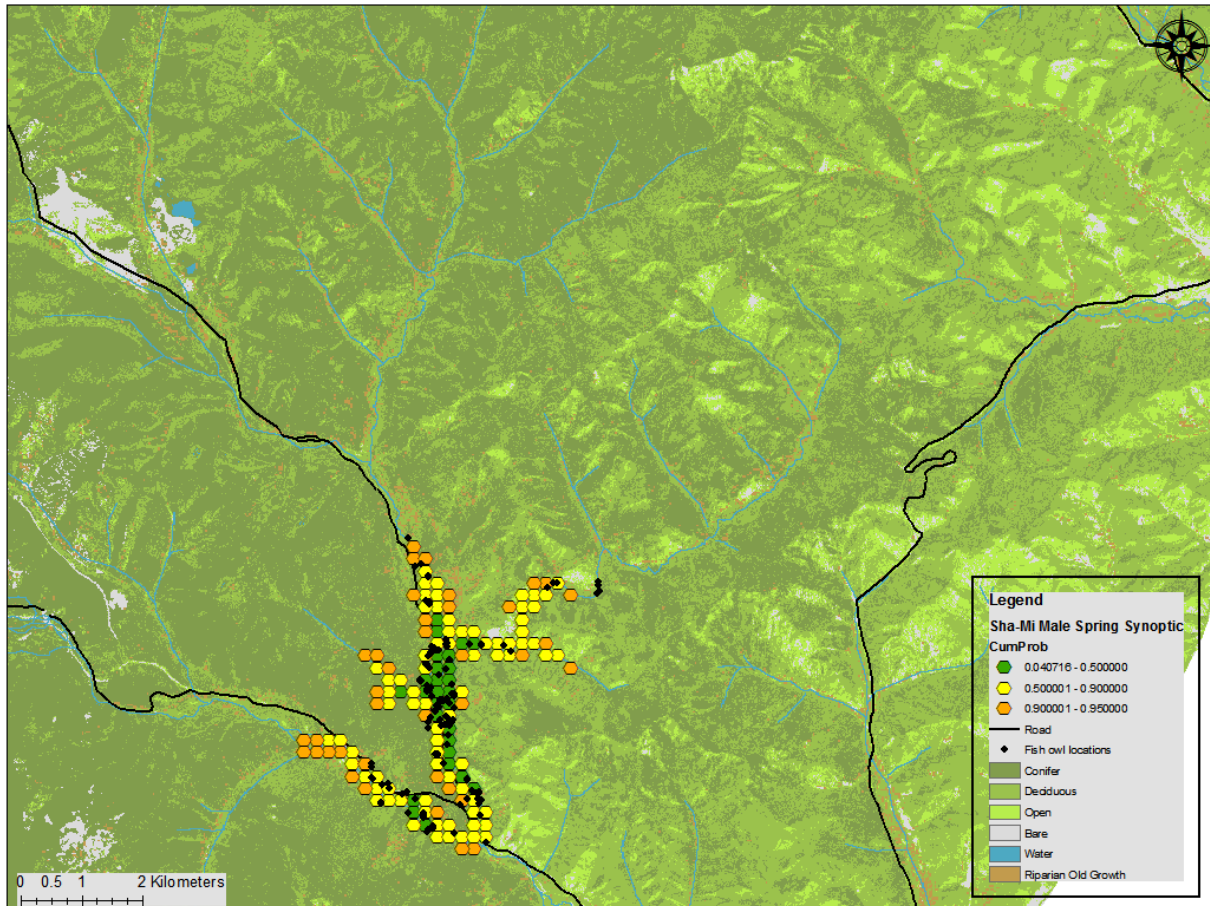 Legend
Sha-Mi Male Spring Synoptic
CumProb
0.040716 - 0.500000
0.500001 - 0.900000
0.900001 - 0.950000
Road
Fish owl locations
Conifer
Deciduous
Open
Bare
Water
Riparian Old Growth
0 0.5 1 2 Kilometers